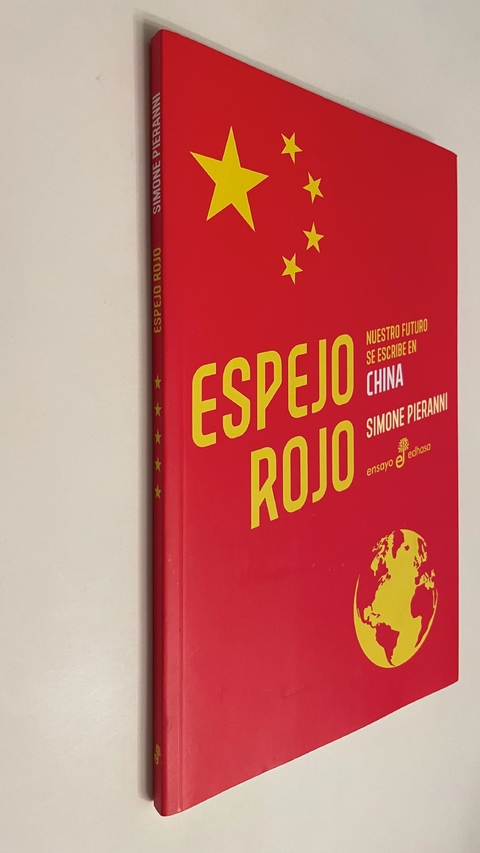 SIMONE PIERANNI
ESPEJO ROJO
ESPEJO
ROJO
NUESTRO FUTURO
SE ESCRIBE EN
CHINA
SIMONE PIERANNI
ensayo e edhasa